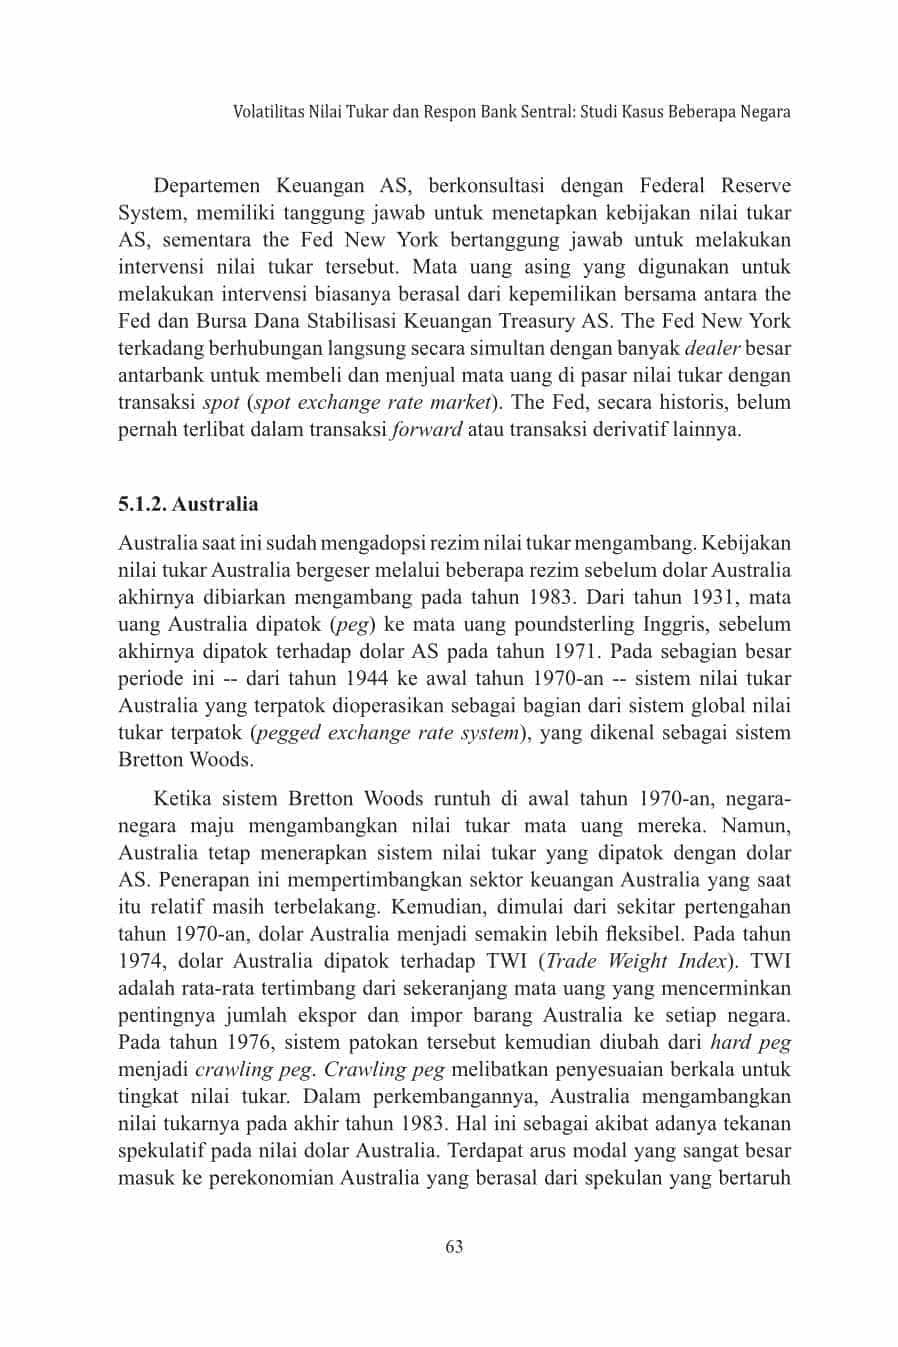 Volatilitas Nilai Tukar dan Respon Bank Sentral: Studi Kasus Beberapa Negara
Departemen Keuangan AS, berkonsultasi dengan Federal Reserve
System, memiliki tanggung jawab untuk menetapkan kebijakan nilai tukar
AS, sementara the Fed New York bertanggung jawab untuk melakukan
intervensi nilai tukar tersebut. Mata uang asing yang digunakan untuk
melakukan intervensi biasanya berasal dari kepemilikan bersama antara the
Fed dan Bursa Dana Stabilisasi Keuangan Treasury AS. The Fed New York
terkadang berhubungan langsung secara simultan dengan banyak dealer besar
antarbank untuk membeli dan menjual mata uang di pasar nilai tukar dengan
transaksi spot (spot exchange rate market). The Fed, secara historis, belum
pernah terlibat dalam transaksi forward atau transaksi derivatif lainnya.
5.1.2. Australia
Australia saat ini sudah mengadopsi rezim nilai tukar mengambang. Kebijakan
nilai tukar Australia bergeser melalui beberapa rezim sebelum dolar Australia
akhirnya dibiarkan mengambang pada tahun 1983. Dari tahun 1931, mata
uang Australia dipatok (peg) ke mata uang poundsterling Inggris, sebelum
akhirnya dipatok terhadap dolar AS pada tahun 1971. Pada sebagian besar
periode ini -- dari tahun 1944 ke awal tahun 1970-an -- sistem nilai tukar
Australia yang terpatok dioperasikan sebagai bagian dari sistem global nilai
tukar terpatok (pegged exchange rate system), yang dikenal sebagai sistem
Bretton Woods.
Ketika sistem Bretton Woods runtuh di awal tahun 1970-an, negara-
negara maju mengambangkan nilai tukar mata uang mereka. Namun,
Australia tetap menerapkan sistem nilai tukar yang dipatok dengan dolar
AS. Penerapan ini mempertimbangkan sektor keuangan Australia yang saat
itu relatif masih terbelakang. Kemudian, dimulai dari sekitar pertengahan
tahun 1970-an, dolar Australia menjadi semakin lebih fleksibel. Pada tahun
1974, dolar Australia dipatok terhadap TWI (Trade Weight Index). TWI
adalah rata-rata tertimbang dari sekeranjang mata uang yang mencerminkan
pentingnya jumlah ekspor dan impor barang Australia ke setiap negara.
Pada tahun 1976, sistem patokan tersebut kemudian diubah dari hard peg
menjadi crawling peg. Crawling peg melibatkan penyesuaian berkala untuk
tingkat nilai tukar. Dalam perkembangannya, Australia mengambangkan
nilai tukarnya pada akhir tahun 1983. Hal ini sebagai akibat adanya tekanan
spekulatif pada nilai dolar Australia. Terdapat arus modal yang sangat besar
masuk ke perekonomian Australia yang berasal dari spekulan yang bertaruh
63